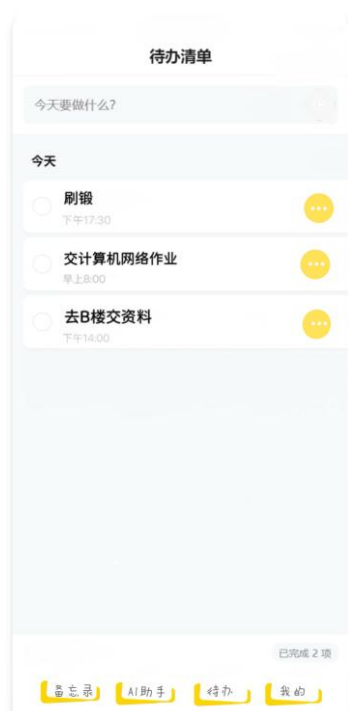 待办清单
今天要做什么?
今天
刷锻
下午17:30
交计算机网络作业
早上8:00
去B楼交资料
下午14:00
已完成 2 项
备忘录 AI助手 待办 我的